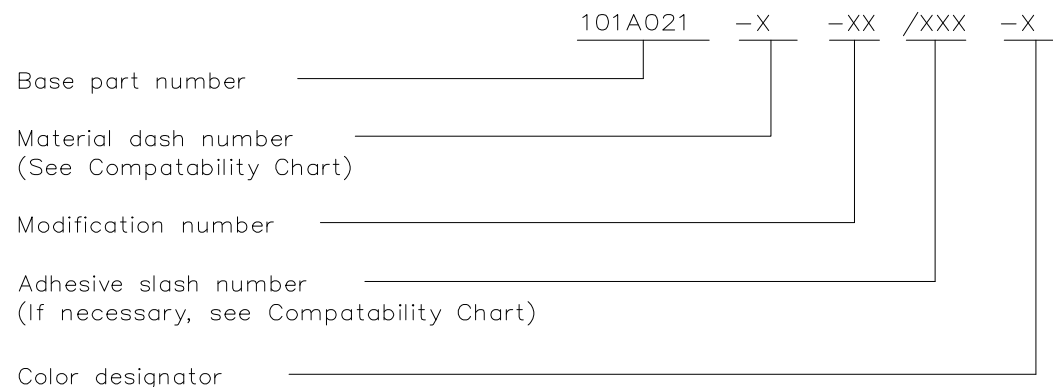 101A021 -X -XX /XXX -X
Base part number
Material dash number
(See Compatability Chart)
Modification number
Adhesive slash number
(If necessary, see Compatability Chart)
Color designator